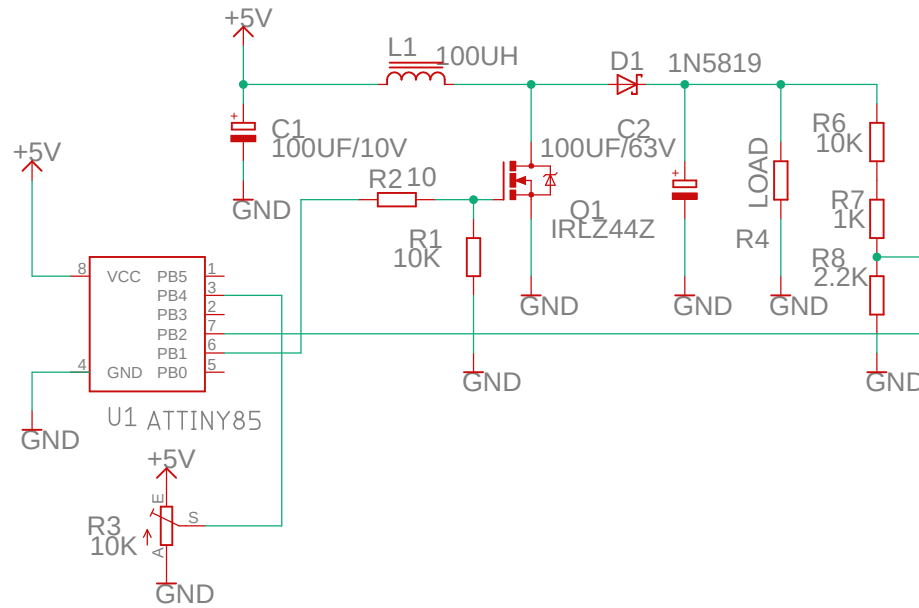 +5V
L1 100UH
D1 1N5819
+
C1
100UF/10V
C2
100UF/63V
R6
10K
+5V
R2 10
+
LOAD
R7
1K
GND
Q1
IRLZ44Z
R1
10K
R4
R8
2.2K
8 VCC PB5 1
PB4 3
PB3 2
PB2 7
PB1 6
4 GND PB0 5
GND
GND
GND
GND
GND
U1 ATTINY85
GND
+5V
E
S
R3
10K
A
GND